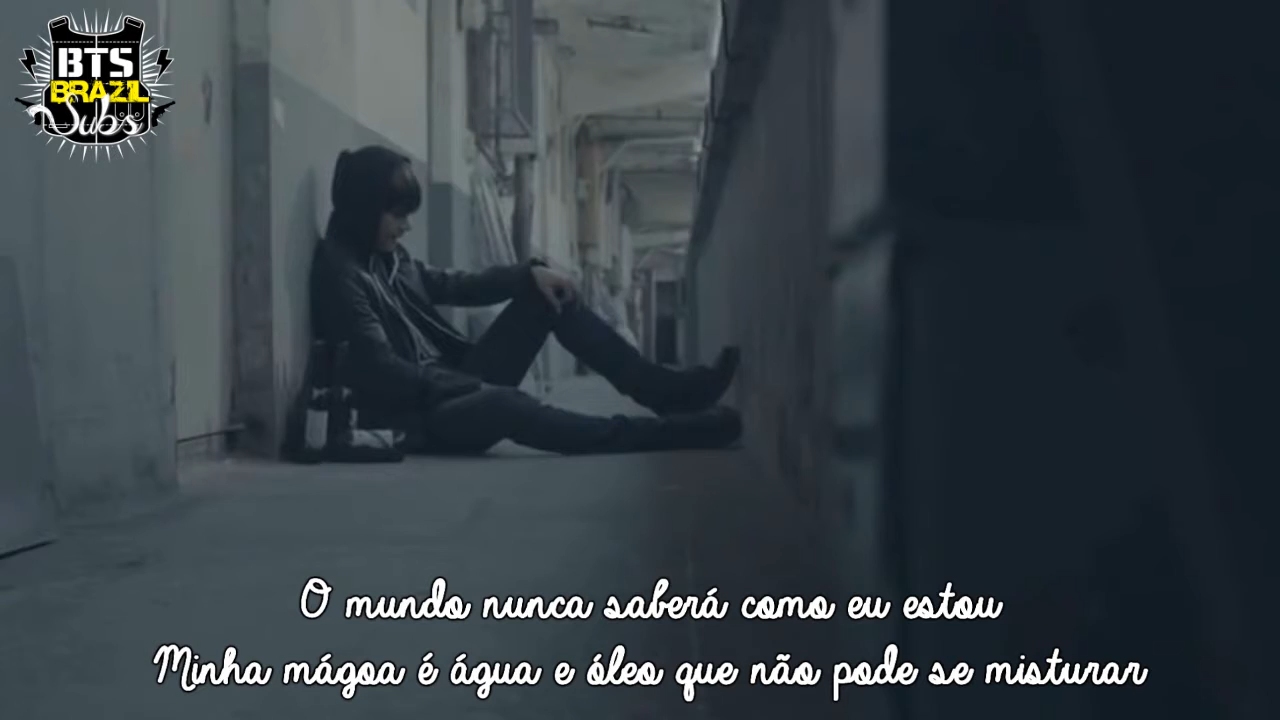 BTS
BRAZIL
Subs
O mundo nunca saberá como eu estou
Minha mágoa é água e óleo que não pode se misturar